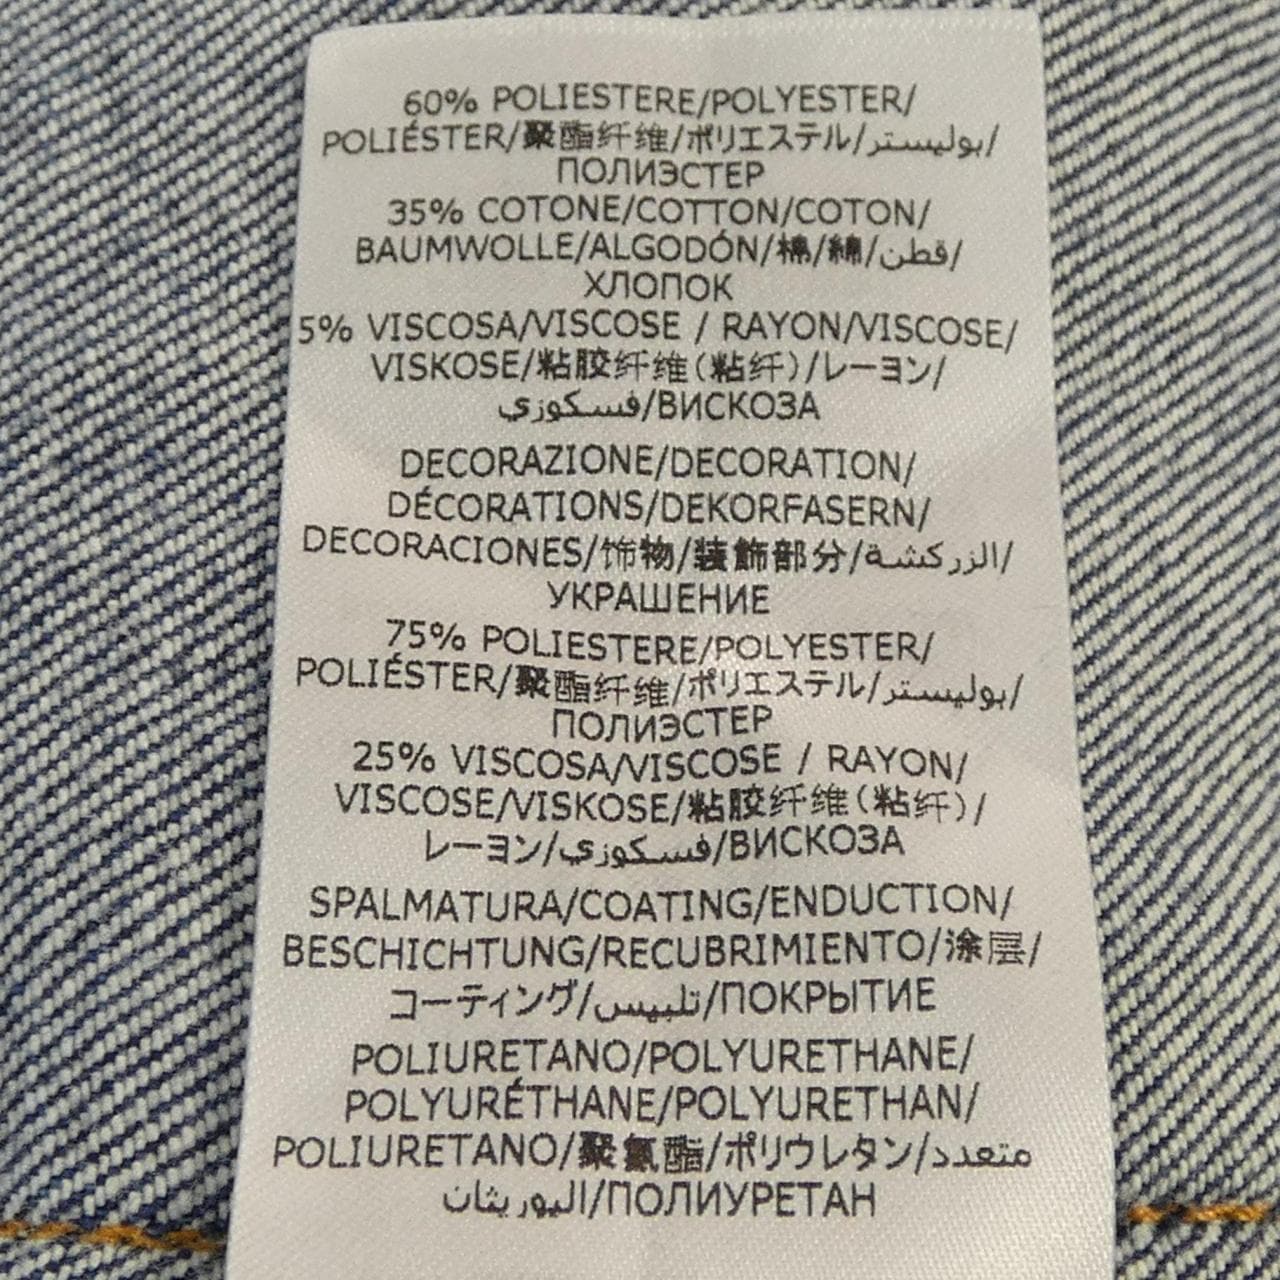 60% POLIESTERE/POLYESTER/
POLIÉSTER/聚酯纤维/ポリエステル/بوليستر/
ПОЛИЭСТЕР
35% COTONE/COTTON/COTON/
BAUMWOLLE/ALGODÓN/棉/綿/قطن/
ХЛОПОК
5% VISCOSA/VISCOSE / RAYON/VISCOSE/
VISKOSE/粘胶纤维(粘纤)/レーヨン/
فسكوزي/ВИСКОЗА
DECORAZIONE/DECORATION/
DÉCORATIONS/DEKORFASERN/
DECORACIONES/饰物/装飾部分/الزركشة/
УКРАШЕНИЕ
75% POLIESTERE/POLYESTER/
POLIÉSTER/聚酯纤维/ポリエステル/بوليستر/
ПОЛИЭСТЕР
25% VISCOSA/VISCOSE / RAYON/
VISCOSE/VISKOSE/粘胶纤维(粘纤)/
レーヨン/فسكوزي/ВИСКОЗА
SPALMATURA/COATING/ENDUCTION/
BESCHICHTUNG/RECUBRIMIENTO/涂层/
コーティング/تلبيس/ПОКРЫТИЕ
POLIURETANO/POLYURETHANE/
POLYURÉTHANE/POLYURETHAN/
POLIURETANO/聚氨酯/ポリウレタン/متعدد
اليوريثان/ПОЛИУРЕТАН